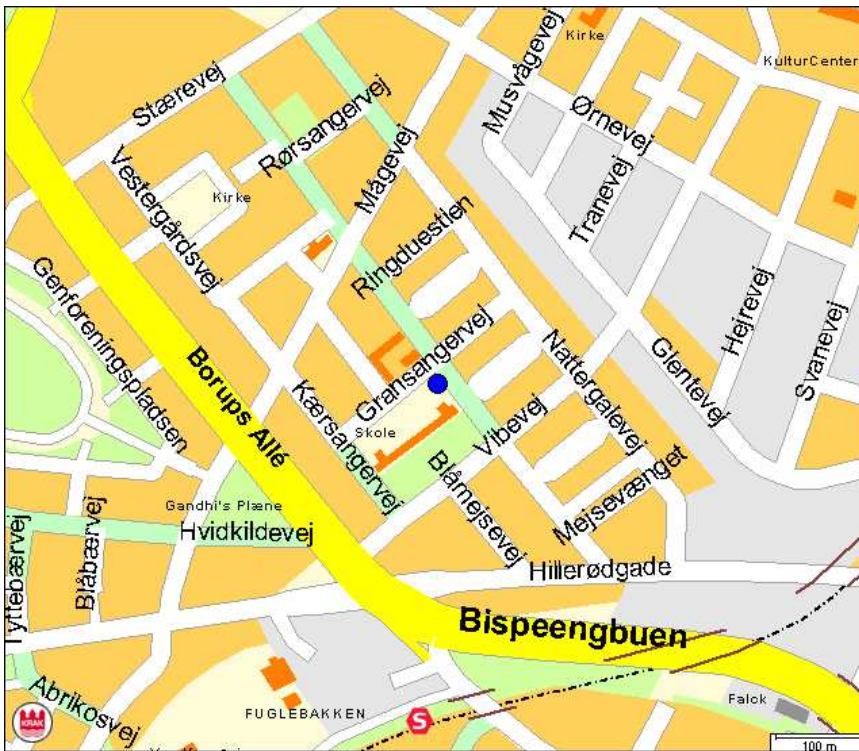 Kirke
KulturCenter
Musvågevej
Stærevej
Ørnevej
Rørsangervej
Vestergårdsvej
Mågevej
Kirke
Tranevej
Ringduestien
Genforeningspladsen
Hejrevej
Svanevej
Gransangervej
Nattergalevej
Glentevej
Borups Allé
Kærsangervej
Skole
Vibevej
Blåmejsevej
Mejsevænget
Gandhi's Plæne
Hvidkildevej
Tyttebærvej
Blåbærvej
Hillerødgade
Bispeengbuen
Abrikosvej
FUGLEBAKKEN
S
Falck
KRAK
100 m